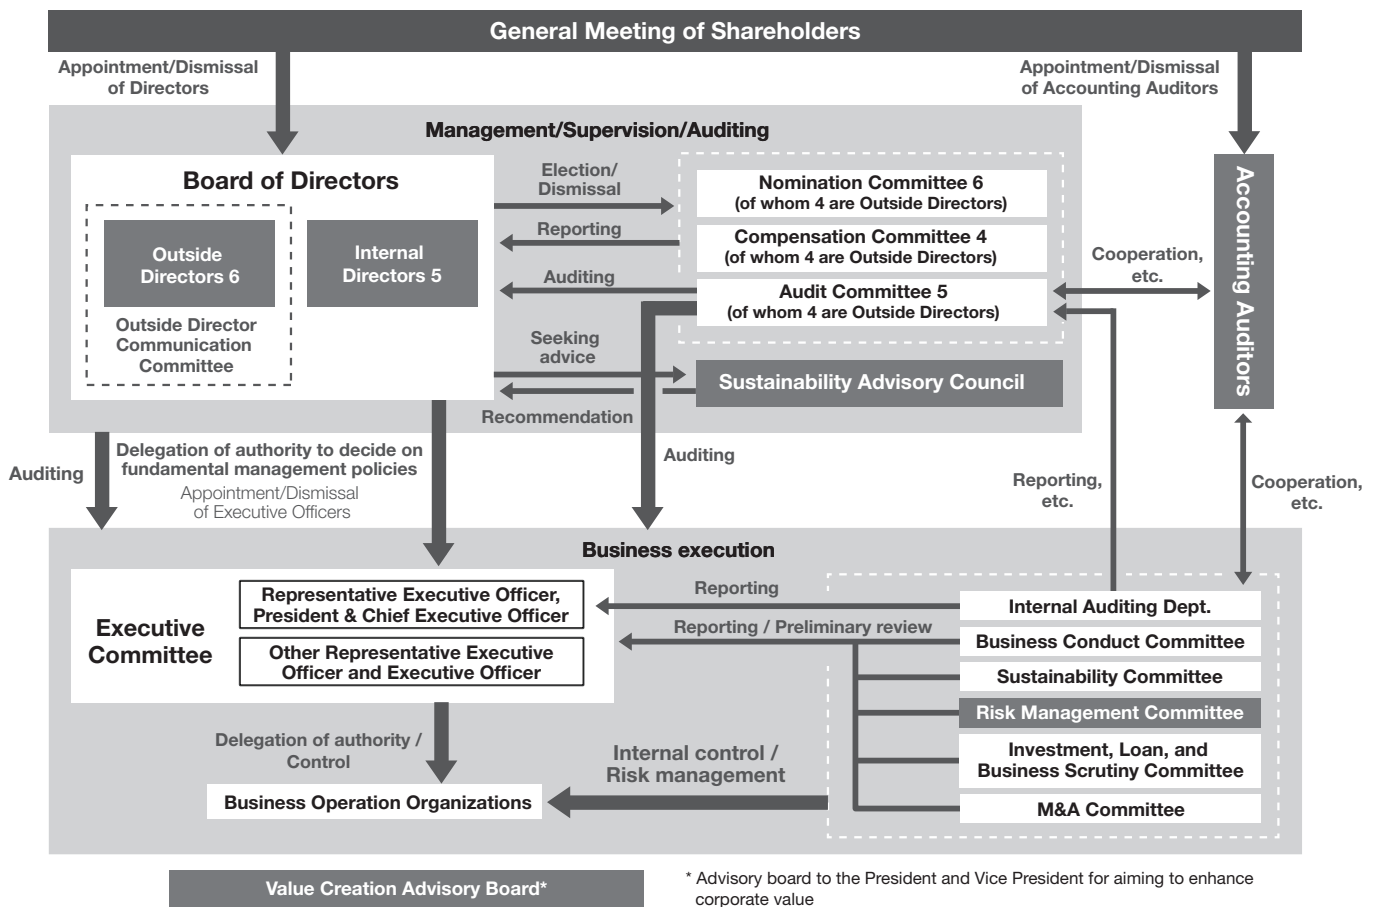 General Meeting of Shareholders
Appointment/Dismissal
of Directors
Appointment/Dismissal
of Accounting Auditors
Management/Supervision/Auditing
Board of Directors
Outside
Directors 6
Internal
Directors 5
Outside Director
Communication
Committee
Election/
Dismissal
Reporting
Auditing
Seeking
advice
Recommendation
Nomination Committee 6
(of whom 4 are Outside Directors)
Compensation Committee 4
(of whom 4 are Outside Directors)
Audit Committee 5
(of whom 4 are Outside Directors)
Sustainability Advisory Council
Cooperation,
etc.
Accounting Auditors
Auditing
Delegation of authority to decide on
fundamental management policies
Appointment/Dismissal
of Executive Officers
Auditing
Reporting,
etc.
Cooperation,
etc.
Business execution
Executive
Committee
Representative Executive Officer,
President & Chief Executive Officer
Other Representative Executive
Officer and Executive Officer
Reporting
Reporting / Preliminary review
Internal Auditing Dept.
Business Conduct Committee
Sustainability Committee
Risk Management Committee
Investment, Loan, and
Business Scrutiny Committee
M&A Committee
Delegation of authority /
Control
Internal control /
Risk management
Business Operation Organizations
Value Creation Advisory Board*
* Advisory board to the President and Vice President for aiming to enhance
corporate value